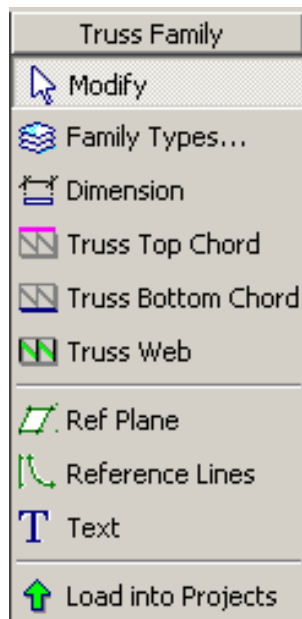 Truss Family
Modify
Family Types...
Dimension
Truss Top Chord
Truss Bottom Chord
Truss Web
Ref Plane
Reference Lines
Text
Load into Projects